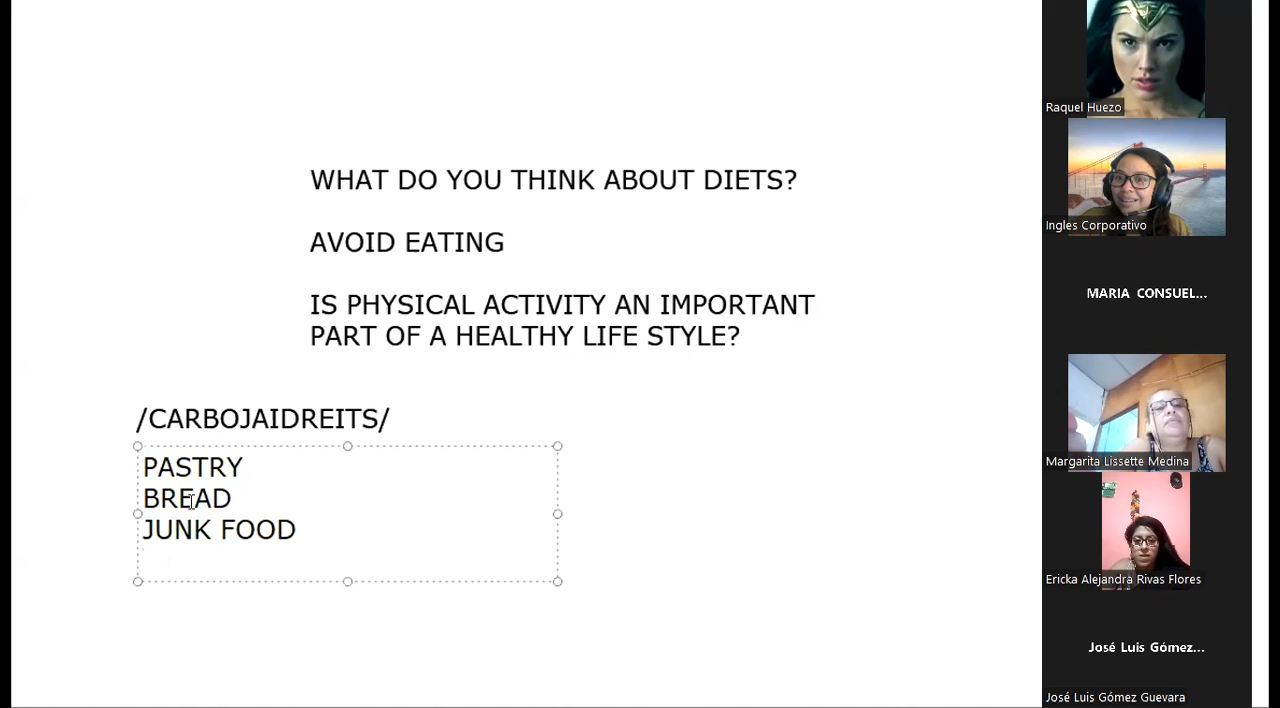 WHAT DO YOU THINK ABOUT DIETS?
AVOID EATING
IS PHYSICAL ACTIVITY AN IMPORTANT
PART OF A HEALTHY LIFE STYLE?
/CARBOJAIDREITS/
PASTRY
BREAD
JUNK FOOD
Raquel Huezo
Ingles Corporativo
MARIA CONSUEL...
Margarita Lissette Medina
Ericka Alejandra Rivas Flores
José Luis Gómez...
José Luis Gómez Guevara